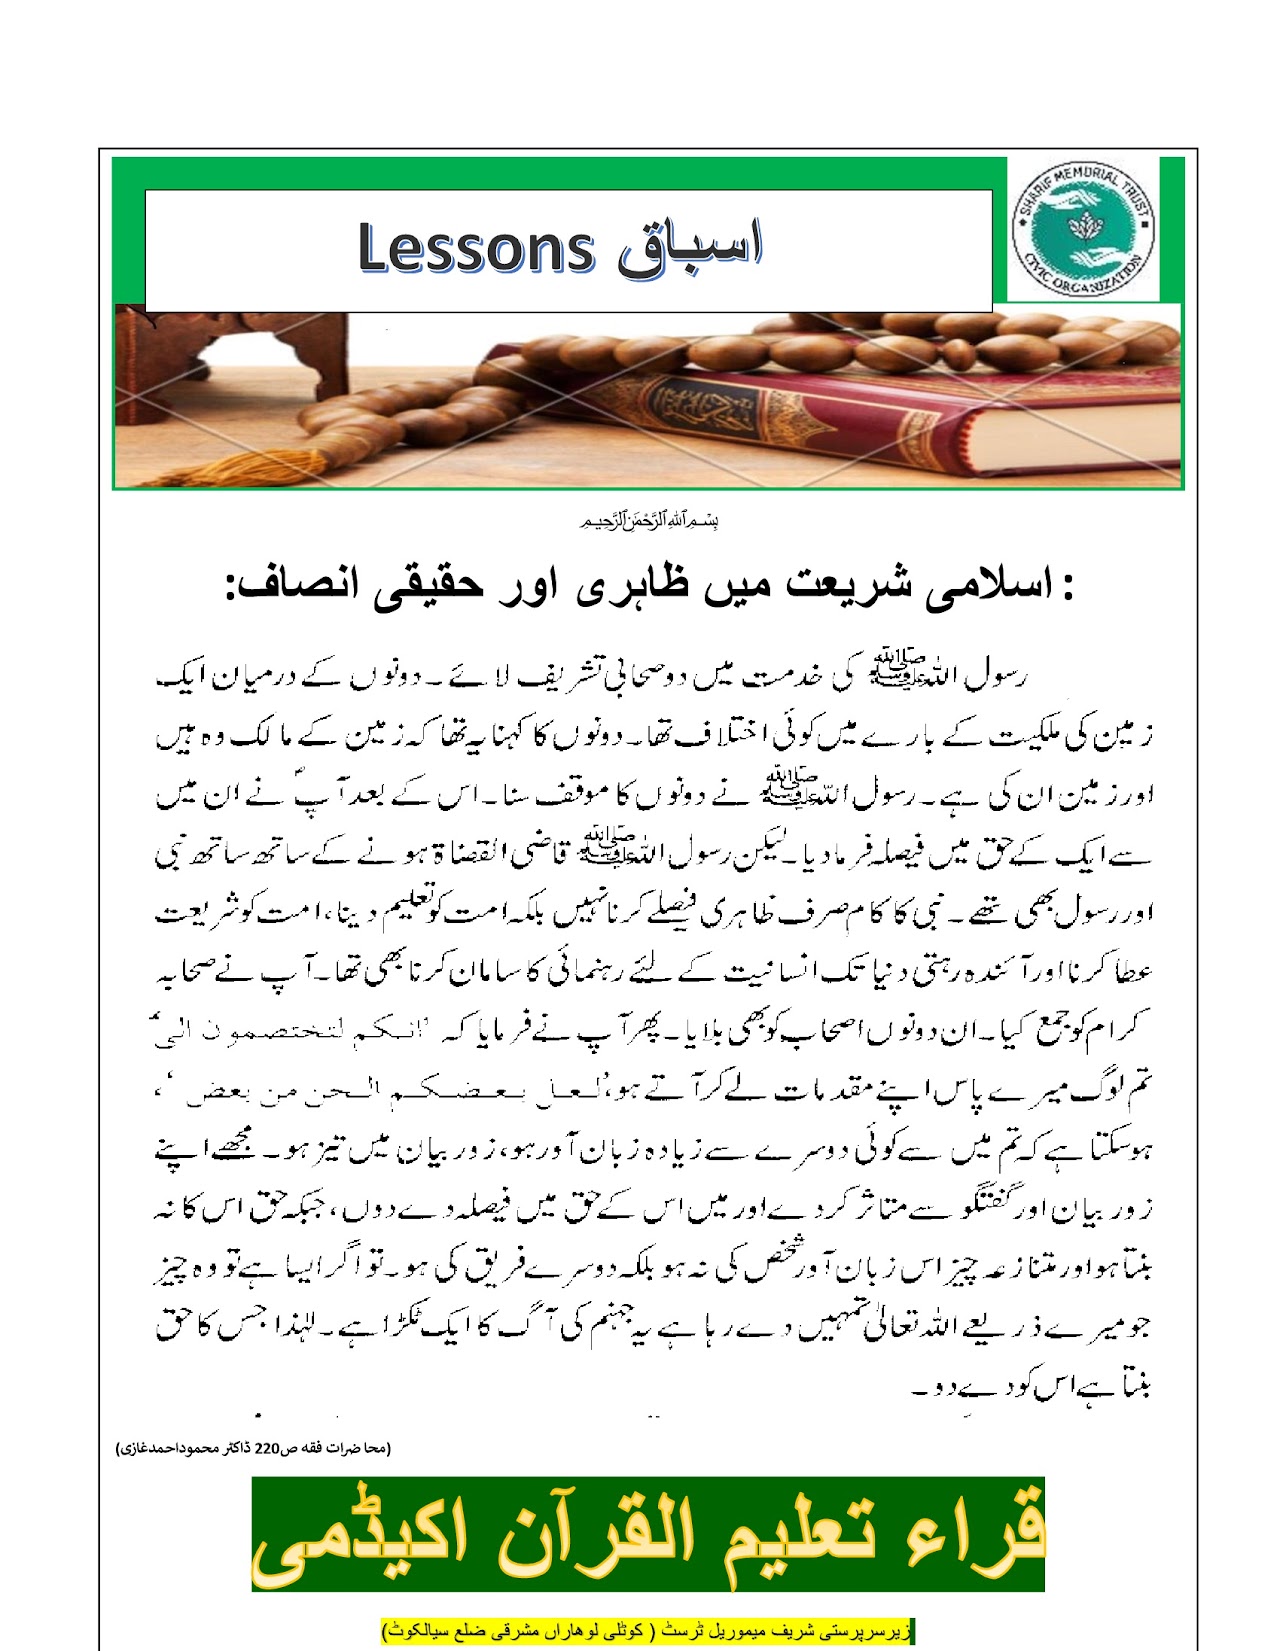 SHARIF MEMORIAL TRUST
CIVIC ORGANIZATION
اسباق Lessons
بِسْمِ اللهِ الرَّحْمٰنِ الرَّحِيْمِ
: اسلامی شریعت میں ظاہری اور حقیقی انصاف:
رسول اللہ ﷺ کی خدمت میں دو صحابی تشریف لائے۔ دونوں کے درمیان ایک
زمین کی ملکیت کے بارے میں کوئی اختلاف تھا۔ دونوں کا کہنا یہ تھا کہ زمین کے مالک وہ ہیں
اور زمین ان کی ہے۔ رسول اللہ ﷺ نے دونوں کا موقف سنا۔ اس کے بعد آپؐ نے ان میں
سے ایک کے حق میں فیصلہ فرما دیا۔ لیکن رسول اللہ ﷺ قاضی القضاۃ ہونے کے ساتھ ساتھ نبی
اور رسول بھی تھے۔ نبی کا کام صرف ظاہری فیصلے کرنا نہیں بلکہ امت کو تعلیم دینا، امت کو شریعت
عطا کرنا اور آئندہ رہتی دنیا تک انسانیت کے لئے رہنمائی کا سامان کرنا بھی تھا۔ آپ نے صحابہ
کرام کو جمع کیا۔ ان دونوں اصحاب کو بھی بلایا۔ پھر آپ نے فرمایا کہ 'انکم لتختصمون الی'
تم لوگ میرے پاس اپنے مقدمات لے کر آتے ہو، 'لعل بعضکم الحن من بعض'،
ہو سکتا ہے کہ تم میں سے کوئی دوسرے سے زیادہ زبان آور ہو، زور بیان میں تیز ہو۔ مجھے اپنے
زور بیان اور گفتگو سے متاثر کر دے اور میں اس کے حق میں فیصلہ دے دوں، جبکہ حق اس کا نہ
بنتا ہو اور متنازعہ چیز اس زبان آور شخص کی نہ ہو بلکہ دوسرے فریق کی ہو۔ تو اگر ایسا ہے تو وہ چیز
جو میرے ذریعے اللہ تعالیٰ تمہیں دے رہا ہے یہ جہنم کی آگ کا ایک ٹکڑا ہے۔ لہٰذا جس کا حق
بنتا ہے اس کو دے دو۔
(محاضرات فقہ ص220 ڈاکٹر محموداحمدغازی)
قراء تعلیم القرآن اکیڈمی
زیرسرپرستی شریف میموریل ٹرسٹ ( کوٹلی لوھاراں مشرقی ضلع سیالکوٹ)